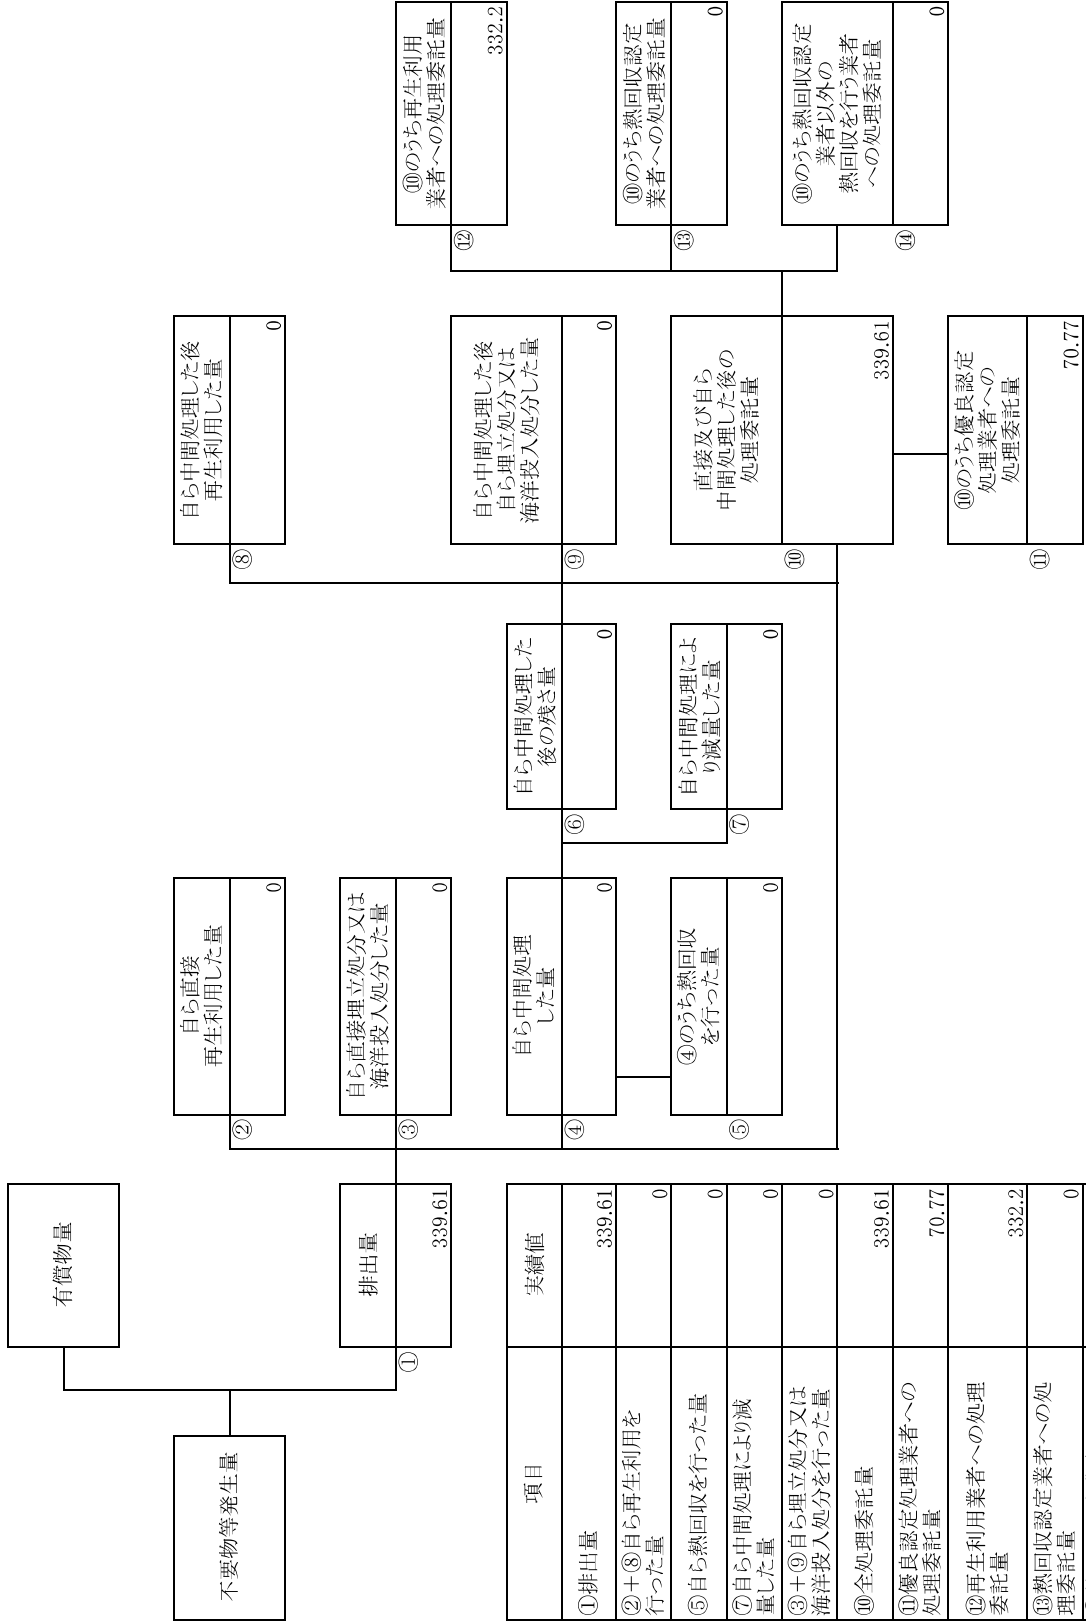 不要物等発生量
有償物量
排出量
①
339.61
自ら直接
再生利用した量
②
0
自ら直接埋立処分又は
海洋投入処分した量
③
0
自ら中間処理
した量
④
0
④のうち熱回収
を行った量
⑤
0
自ら中間処理した
後の残さ量
⑥
0
自ら中間処理によ
り減量した量
⑦
0
自ら中間処理した後
再生利用した量
⑧
0
自ら中間処理した後
自ら埋立処分又は
海洋投入処分した量
⑨
0
直接及び自ら
中間処理した後の
処理委託量
⑩
339.61
⑩のうち優良認定
処理業者への
処理委託量
⑪
70.77
⑩のうち再生利用
業者への処理委託量
⑫
332.2
⑩のうち熱回収認定
業者への処理委託量
⑬
0
⑩のうち熱回収認定
業者以外の
熱回収を行う業者
への処理委託量
⑭
0
項目 実績値
①排出量 339.61
②+⑧自ら再生利用を
行った量 0
⑤自ら熱回収を行った量 0
⑦自ら中間処理により減
量した量 0
③+⑨自ら埋立処分又は
海洋投入処分を行った量 0
⑩全処理委託量 339.61
⑪優良認定処理業者への
処理委託量 70.77
⑫再生利用業者への処理
委託量 332.2
⑬熱回収認定業者への処
理委託量 0